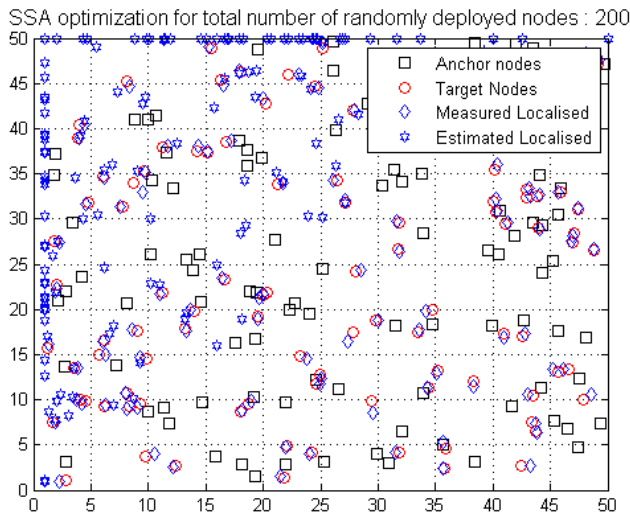 SSA optimization for total number of randomly deployed nodes : 200
50
45
40
35
30
25
20
15
10
5
0
Anchor nodes
Target Nodes
Measured Localised
Estimated Localised
0 5 10 15 20 25 30 35 40 45 50